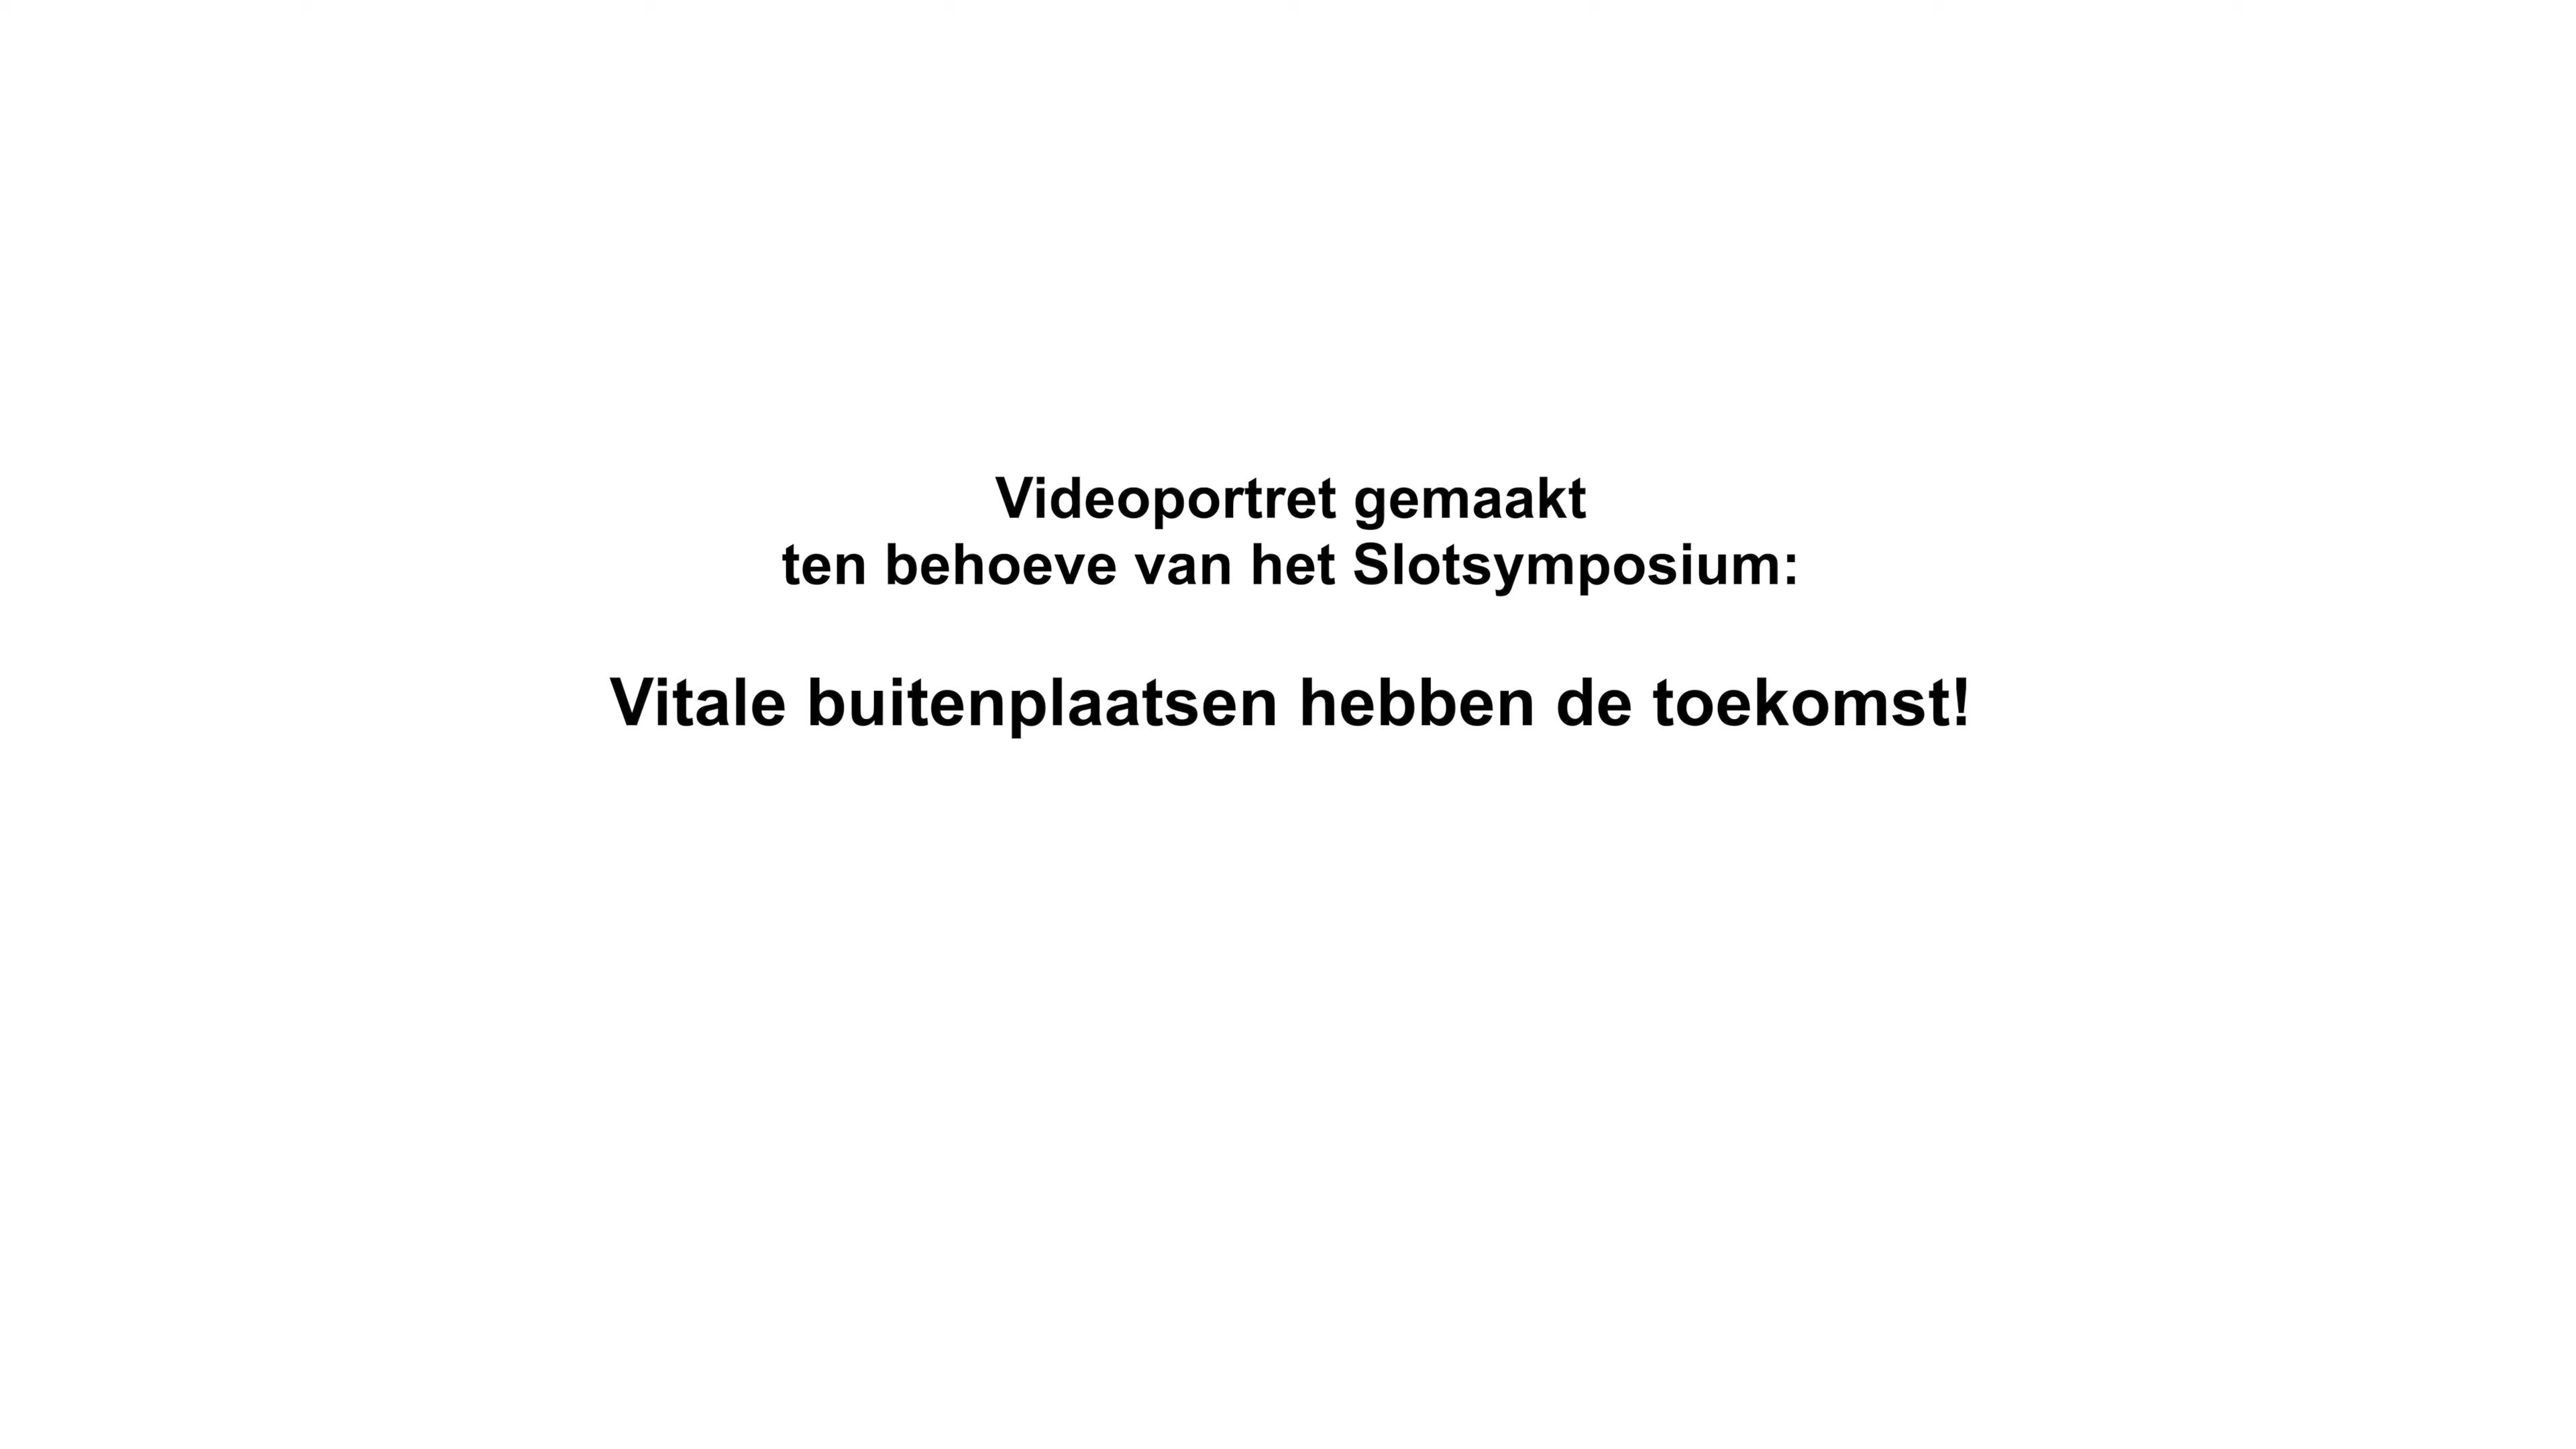 Videoportret gemaakt
ten behoeve van het Slotsymposium:
Vitale buitenplaatsen hebben de toekomst!